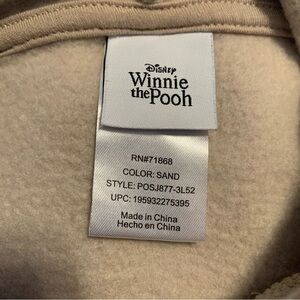 Disney
Winnie
the Pooh
RN#71868
COLOR: SAND
STYLE: POSJ877-3L52
UPC: 195932275395
Made in China
Hecho en China